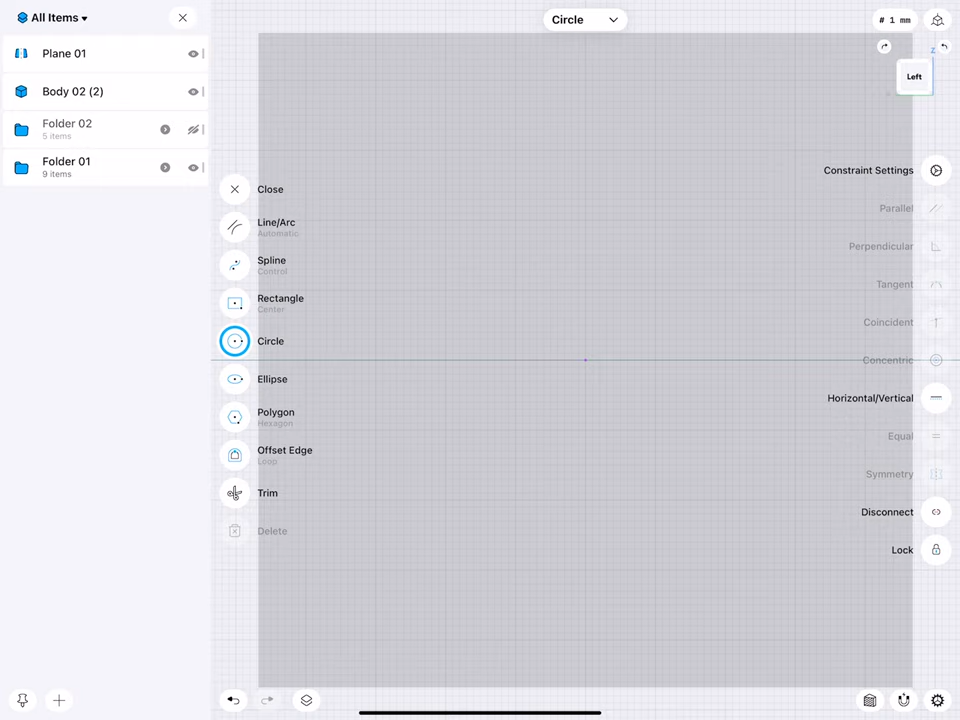 All Items
Circle
# 1 mm
Plane 01
Z
Left
Body 02 (2)
Folder 02
5 items
Folder 01
9 items
Close
Line/Arc
Automatic
Spline
Control
Rectangle
Center
Circle
Ellipse
Polygon
Hexagon
Offset Edge
Loop
Trim
Delete
Constraint Settings
Parallel
Perpendicular
Tangent
Coincident
Concentric
Horizontal/Vertical
Equal
Symmetry
Disconnect
Lock